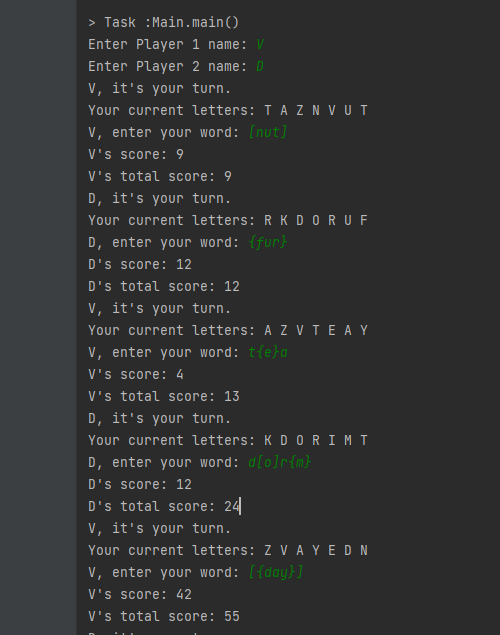 > Task :Main.main()
Enter Player 1 name: V
Enter Player 2 name: D
V, it's your turn.
Your current letters: T A Z N V U T
V, enter your word: [nut]
V's score: 9
V's total score: 9
D, it's your turn.
Your current letters: R K D O R U F
D, enter your word: {fur}
D's score: 12
D's total score: 12
V, it's your turn.
Your current letters: A Z V T E A Y
V, enter your word: t{e}a
V's score: 4
V's total score: 13
D, it's your turn.
Your current letters: K D O R I M T
D, enter your word: d[o]r{m}
D's score: 12
D's total score: 24
V, it's your turn.
Your current letters: Z V A Y E D N
V, enter your word: [{day}]
V's score: 42
V's total score: 55